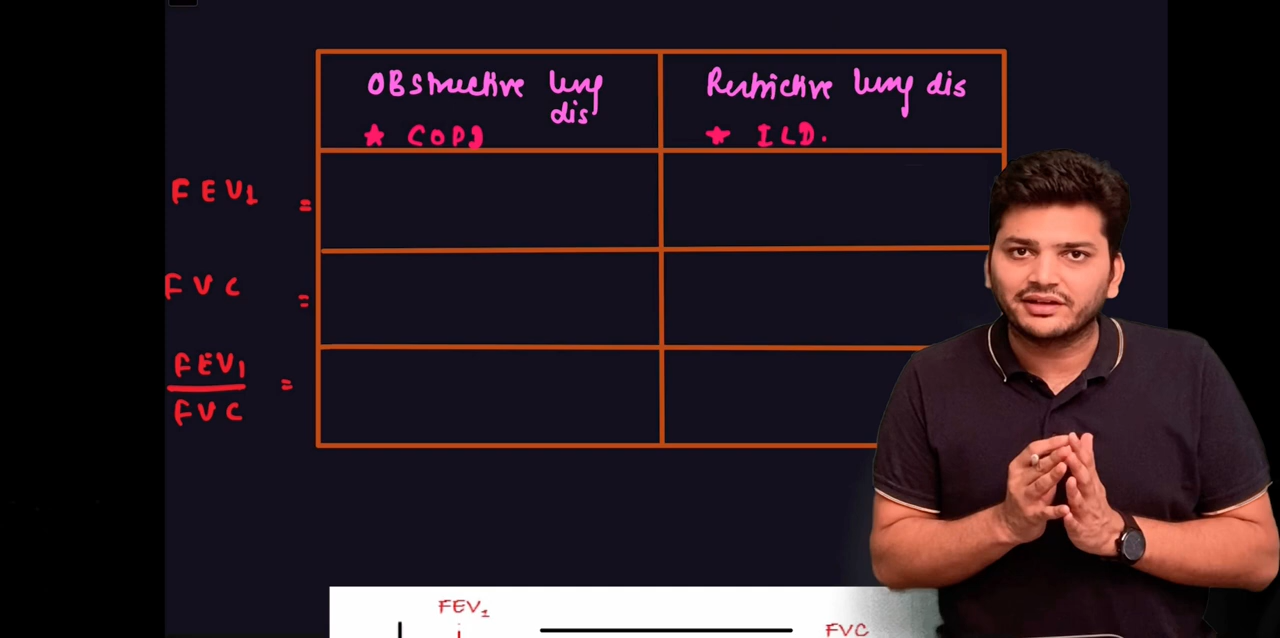 Obstructive lung
dis
★ COPD
Restrictive lung dis
★ ILD.
FEV1 =
FVC =
FEV1
=
FVC
FEV1
FVC